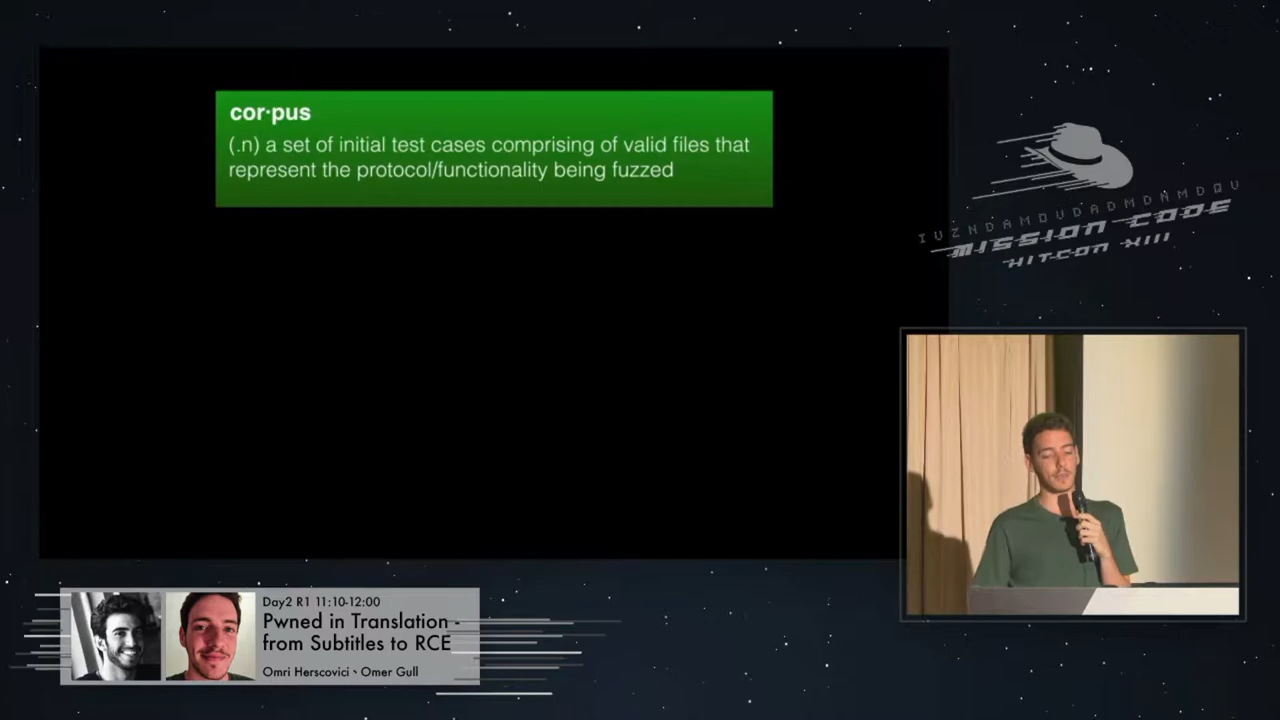 cor·pus
(.n) a set of initial test cases comprising of valid files that
represent the protocol/functionality being fuzzed
MISSION CODE
HITCON XIII
Day2 R1 11:10-12:00
Pwned in Translation -
from Subtitles to RCE
Omri Herscovici、Omer Gull